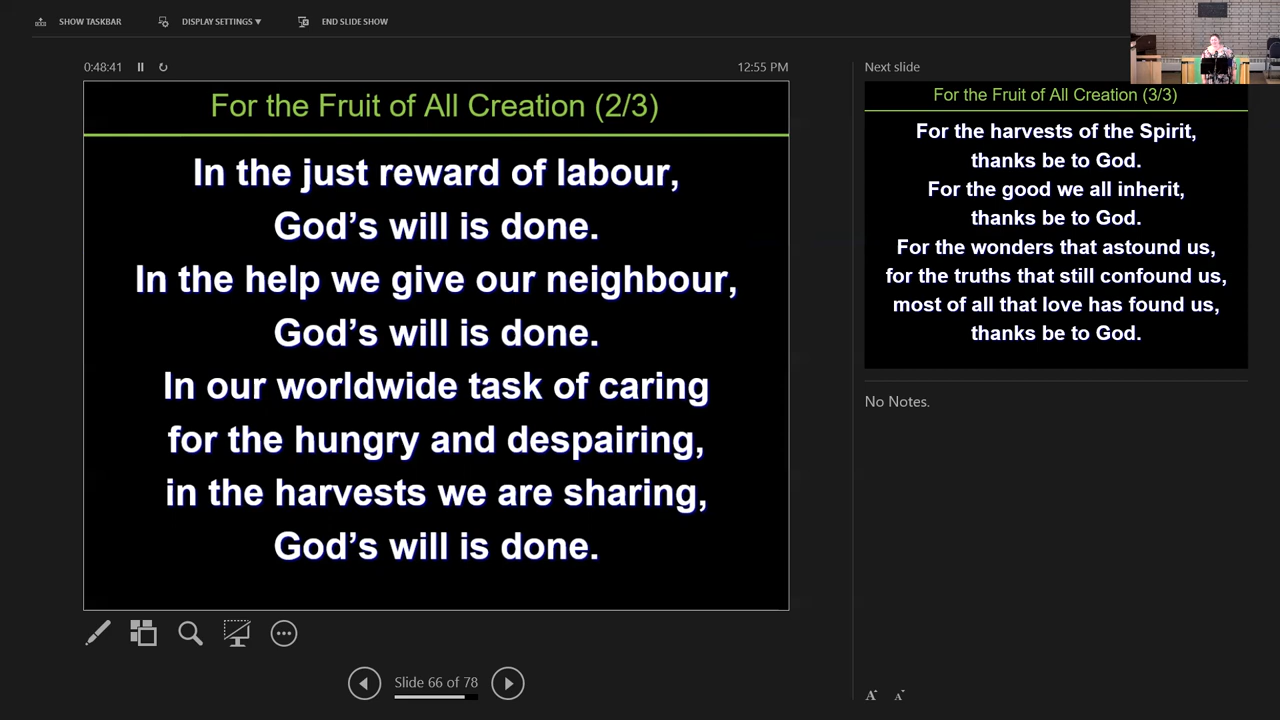 SHOW TASKBAR
DISPLAY SETTINGS ▾
END SLIDE SHOW
0:48:41
12:55 PM
For the Fruit of All Creation (2/3)
In the just reward of labour,
God’s will is done.
In the help we give our neighbour,
God’s will is done.
In our worldwide task of caring
for the hungry and despairing,
in the harvests we are sharing,
God’s will is done.
Slide 66 of 78
Next slide
For the Fruit of All Creation (3/3)
For the harvests of the Spirit,
thanks be to God.
For the good we all inherit,
thanks be to God.
For the wonders that astound us,
for the truths that still confound us,
most of all that love has found us,
thanks be to God.
No Notes.
A A